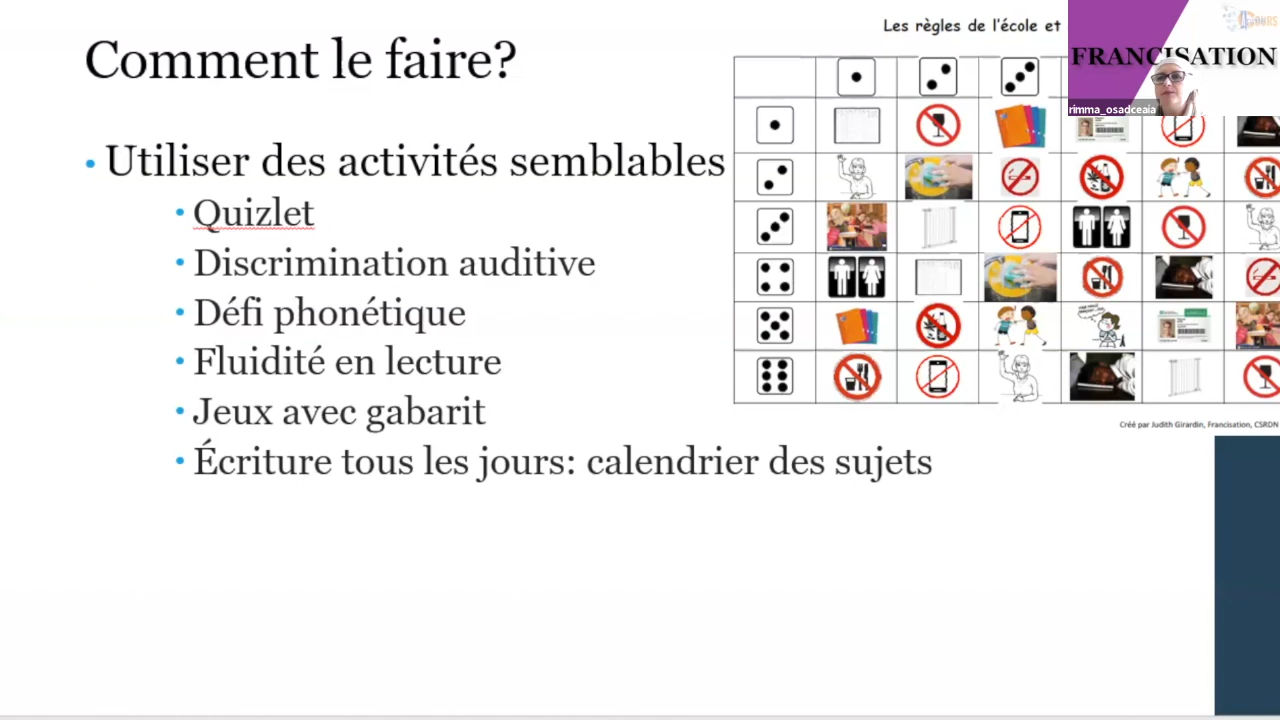 Comment le faire?
• Utiliser des activités semblables
• Quizlet
• Discrimination auditive
• Défi phonétique
• Fluidité en lecture
• Jeux avec gabarit
• Écriture tous les jours: calendrier des sujets
Les règles de l'école et
FRANCISATION
rimma_osadceaia
Créé par Judith Girardin, Francisation, CSRDN